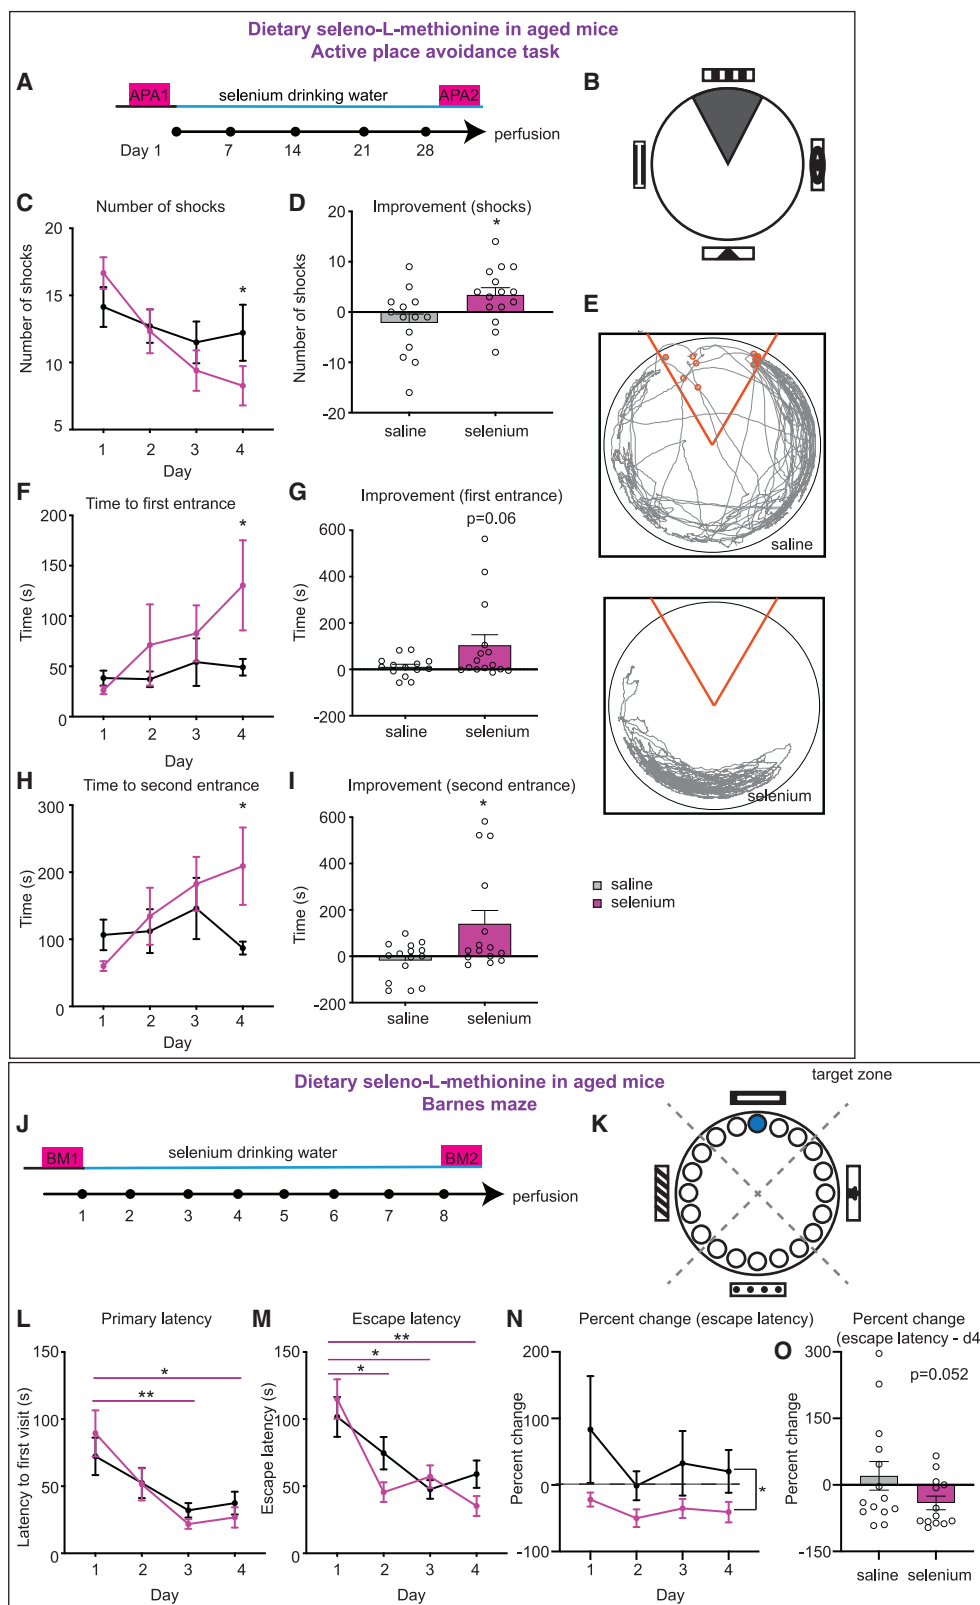 Dietary seleno-L-methionine in aged mice
Active place avoidance task
A
APA1
selenium drinking water
APA2
perfusion
Day 1
7
14
21
28
B
C
Number of shocks
Number of shocks
20
15
10
5
1
2
3
4
Day
*
D
Improvement (shocks)
Number of shocks
20
10
0
-10
-20
*
saline
selenium
E
saline
selenium
F
Time to first entrance
Time (s)
200
150
100
50
0
1
2
3
4
Day
*
G
Improvement (first entrance)
p=0.06
Time (s)
600
400
200
0
-200
saline
selenium
H
Time to second entrance
Time (s)
300
200
100
0
1
2
3
4
Day
*
I
Improvement (second entrance)
*
Time (s)
600
400
200
0
-200
saline
selenium
saline
selenium
Dietary seleno-L-methionine in aged mice
Barnes maze
J
BM1
selenium drinking water
BM2
perfusion
1
2
3
4
5
6
7
8
K
target zone
L
Primary latency
Latency to first visit (s)
150
100
50
0
*
**
1
2
3
4
Day
M
Escape latency
Escape latency (s)
150
100
50
0
**
*
*
1
2
3
4
Day
N
Percent change (escape latency)
Percent change
200
100
0
-100
*
1
2
3
4
Day
O
Percent change
(escape latency - d4
p=0.052
Percent change
300
150
0
-150
saline
selenium